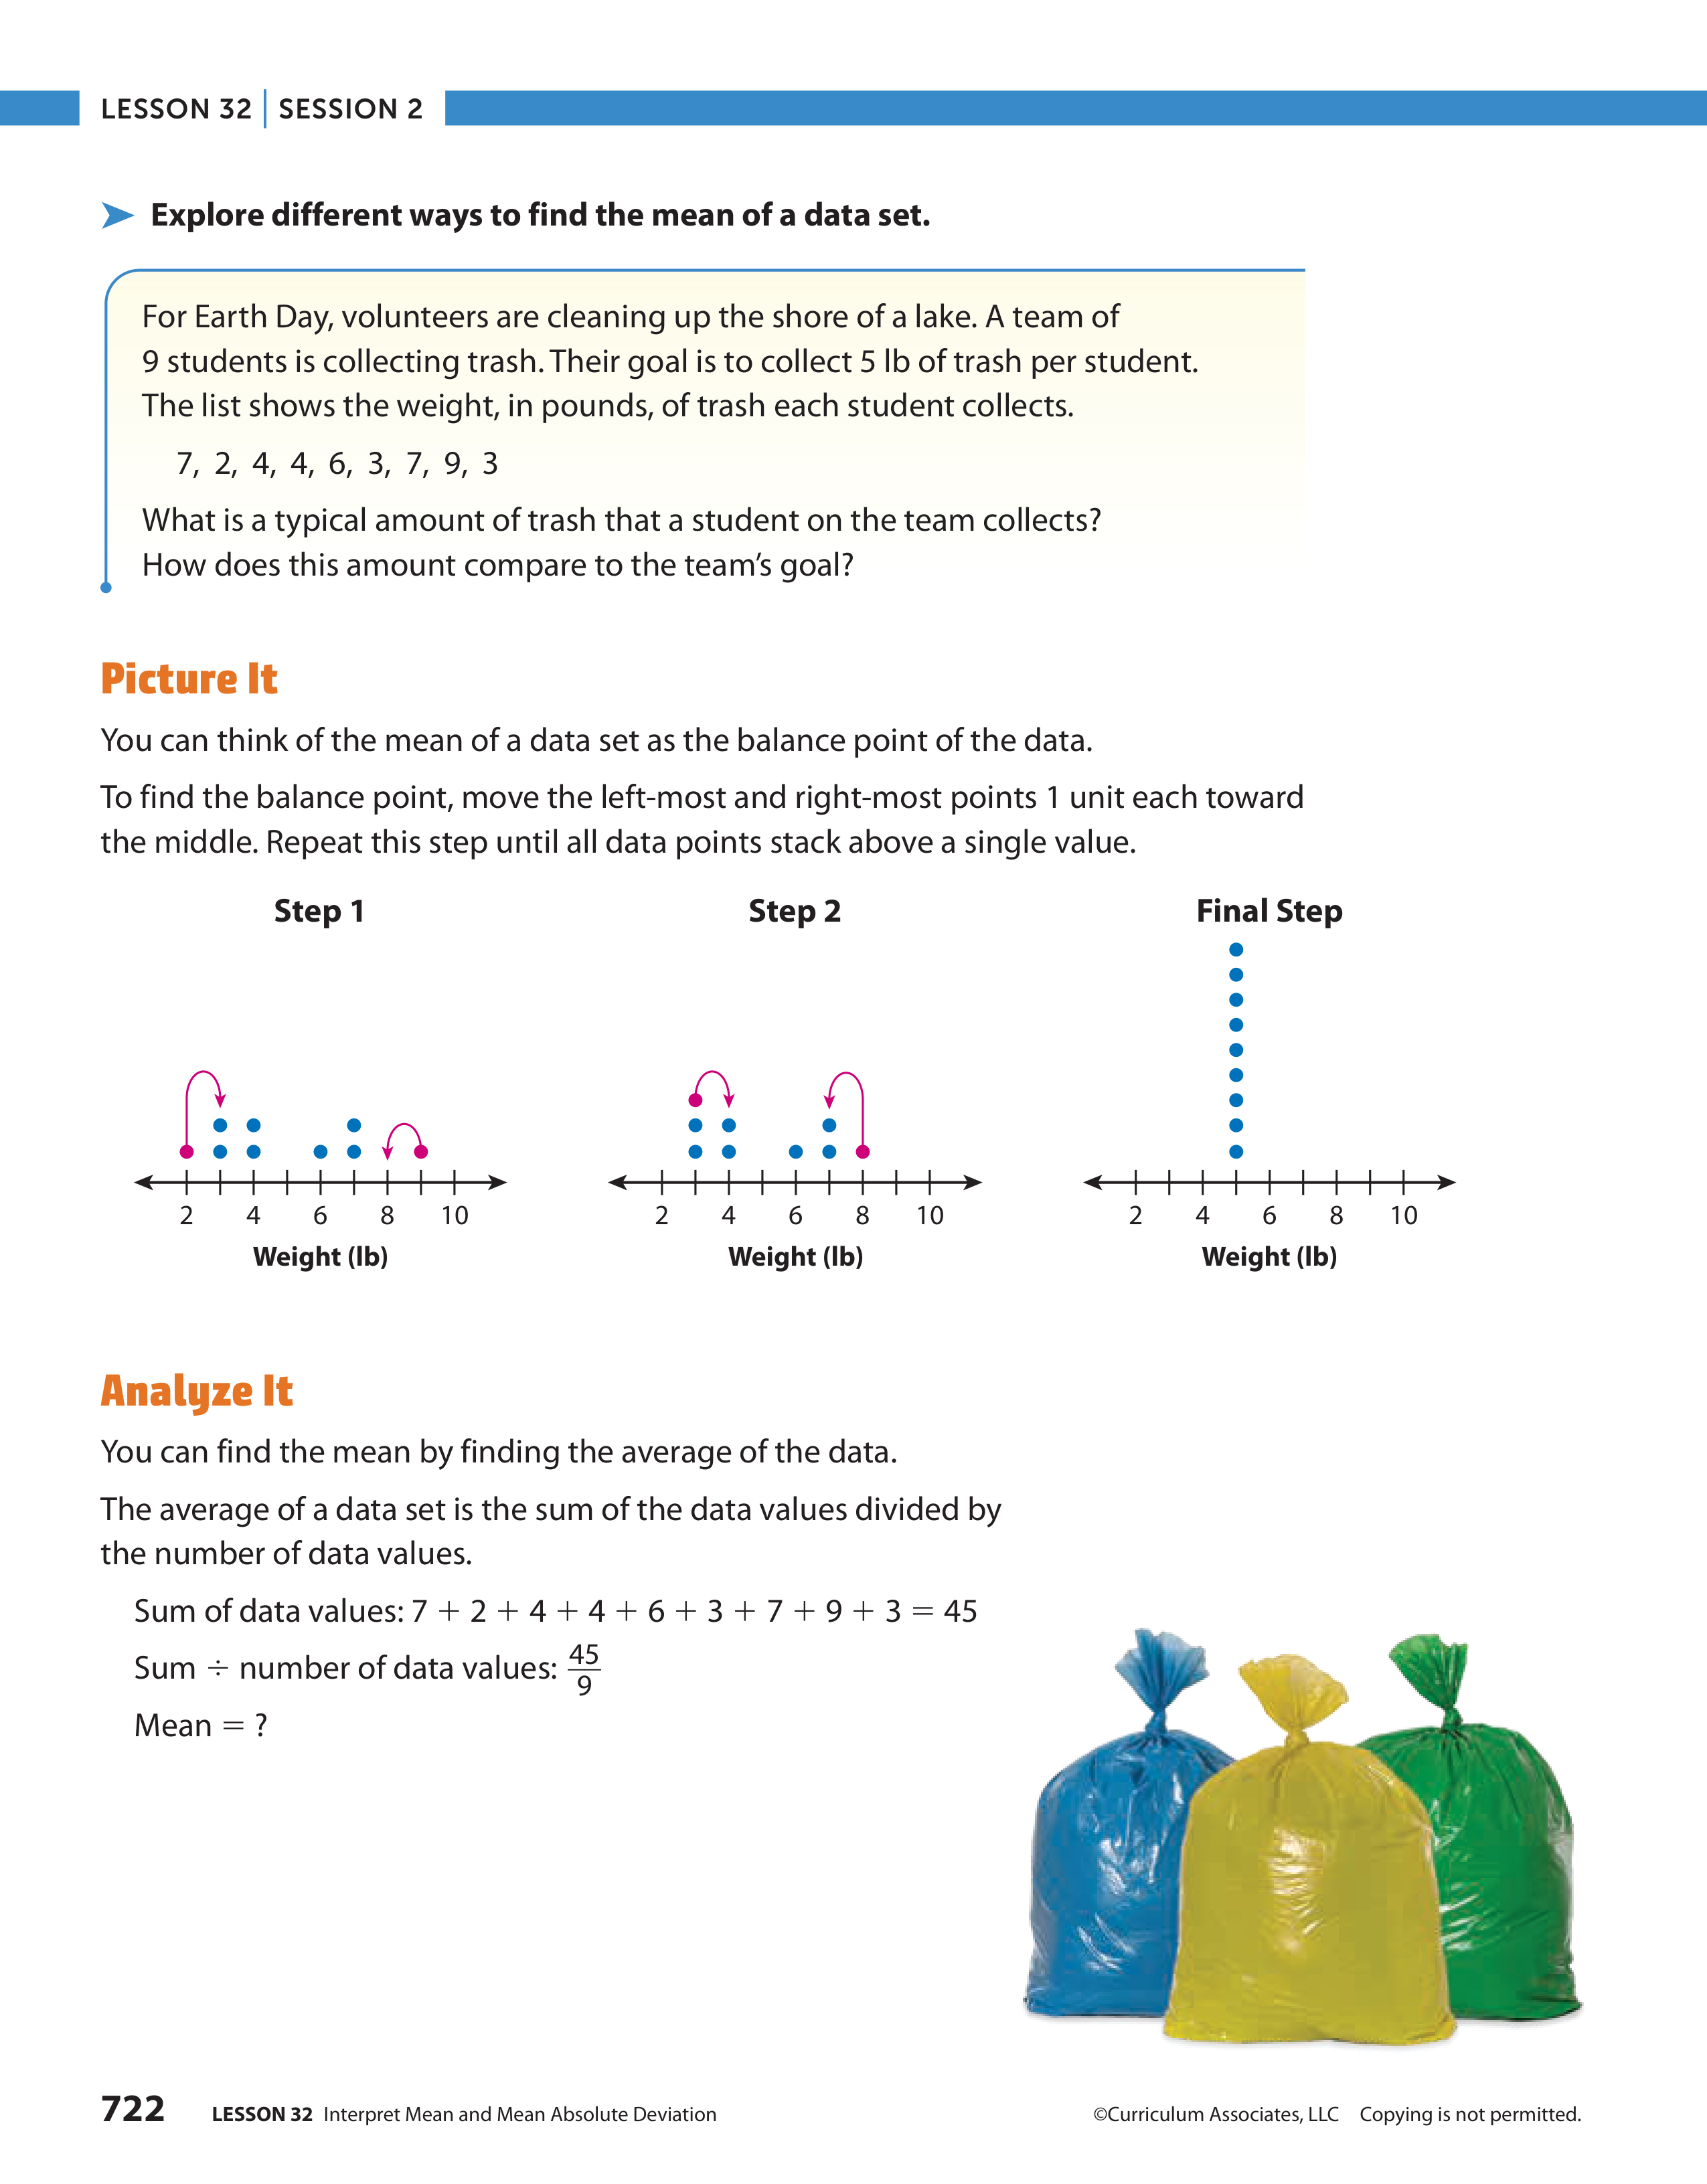 LESSON 32 | SESSION 2
Explore different ways to find the mean of a data set.
For Earth Day, volunteers are cleaning up the shore of a lake. A team of
9 students is collecting trash. Their goal is to collect 5 lb of trash per student.
The list shows the weight, in pounds, of trash each student collects.
7, 2, 4, 4, 6, 3, 7, 9, 3
What is a typical amount of trash that a student on the team collects?
How does this amount compare to the team's goal?
Picture It
You can think of the mean of a data set as the balance point of the data.
To find the balance point, move the left-most and right-most points 1 unit each toward
the middle. Repeat this step until all data points stack above a single value.
Step 1
2 4 6 8 10
Weight (lb)
Step 2
2 4 6 8 10
Weight (lb)
Final Step
2 4 6 8 10
Weight (lb)
Analyze It
You can find the mean by finding the average of the data.
The average of a data set is the sum of the data values divided by
the number of data values.
Sum of data values: 7 + 2 + 4 + 4 + 6 + 3 + 7 + 9 + 3 = 45
Sum ÷ number of data values: 45/9
Mean = ?
722 LESSON 32 Interpret Mean and Mean Absolute Deviation
©Curriculum Associates, LLC Copying is not permitted.